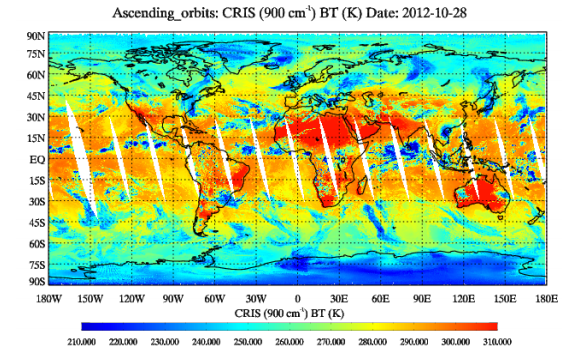 Ascending_orbits: CRIS (900 cm⁻¹) BT (K) Date: 2012-10-28
90N
75N
60N
45N
30N
15N
EQ
15S
30S
45S
60S
75S
90S
180W 150W 120W 90W 60W 30W 0 30E 60E 90E 120E 150E 180E
CRIS (900 cm⁻¹) BT (K)
210.000 220.000 230.000 240.000 250.000 260.000 270.000 280.000 290.000 300.000 310.000